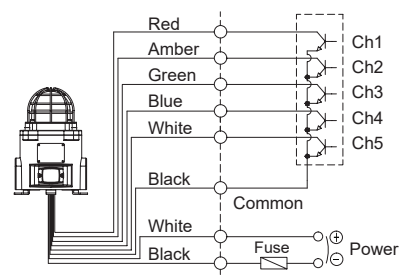 Red
Ch1
Amber
Ch2
Green
Ch3
Blue
Ch4
White
Ch5
Black
Common
White
Fuse
Power
Black